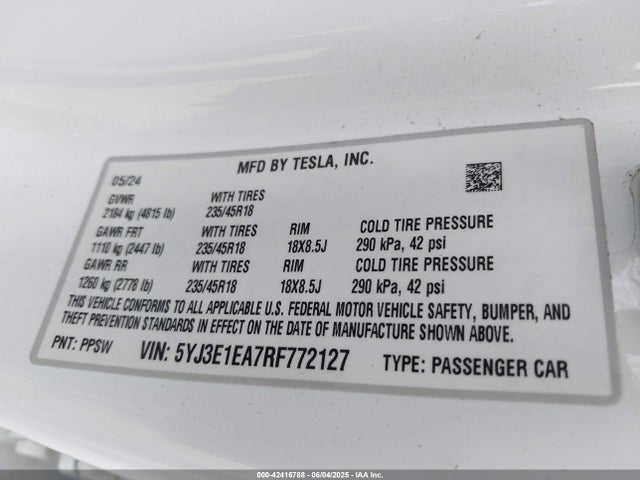 MFD BY TESLA, INC.
05/24
GVWR WITH TIRES
2184 kg (4815 lb) 235/45R18
GAWR FRT WITH TIRES RIM COLD TIRE PRESSURE
1110 kg (2447 lb) 235/45R18 18X8.5J 290 kPa, 42 psi
GAWR RR WITH TIRES RIM COLD TIRE PRESSURE
1260 kg (2778 lb) 235/45R18 18X8.5J 290 kPa, 42 psi
THIS VEHICLE CONFORMS TO ALL APPLICABLE U.S. FEDERAL MOTOR VEHICLE SAFETY, BUMPER, AND
THEFT PREVENTION STANDARDS IN EFFECT ON THE DATE OF MANUFACTURE SHOWN ABOVE.
PNT: PPSW VIN: 5YJ3E1EA7RF772127 TYPE: PASSENGER CAR
000-42416788 - 06/04/2025 - IAA, Inc.